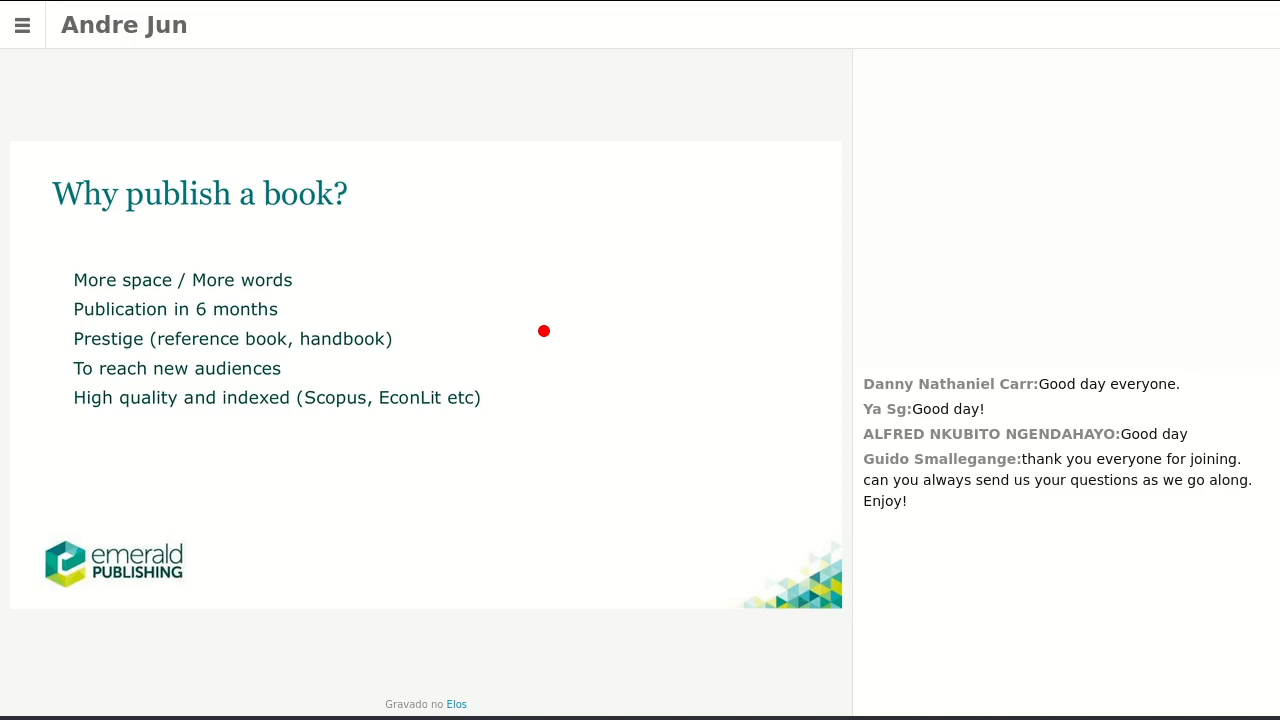 Andre Jun
Why publish a book?
More space / More words
Publication in 6 months
Prestige (reference book, handbook)
To reach new audiences
High quality and indexed (Scopus, EconLit etc)
emerald
PUBLISHING
Gravado no Elos
Danny Nathaniel Carr:Good day everyone.
Ya Sg:Good day!
ALFRED NKUBITO NGENDAHAYO:Good day
Guido Smallegange:thank you everyone for joining.
can you always send us your questions as we go along.
Enjoy!